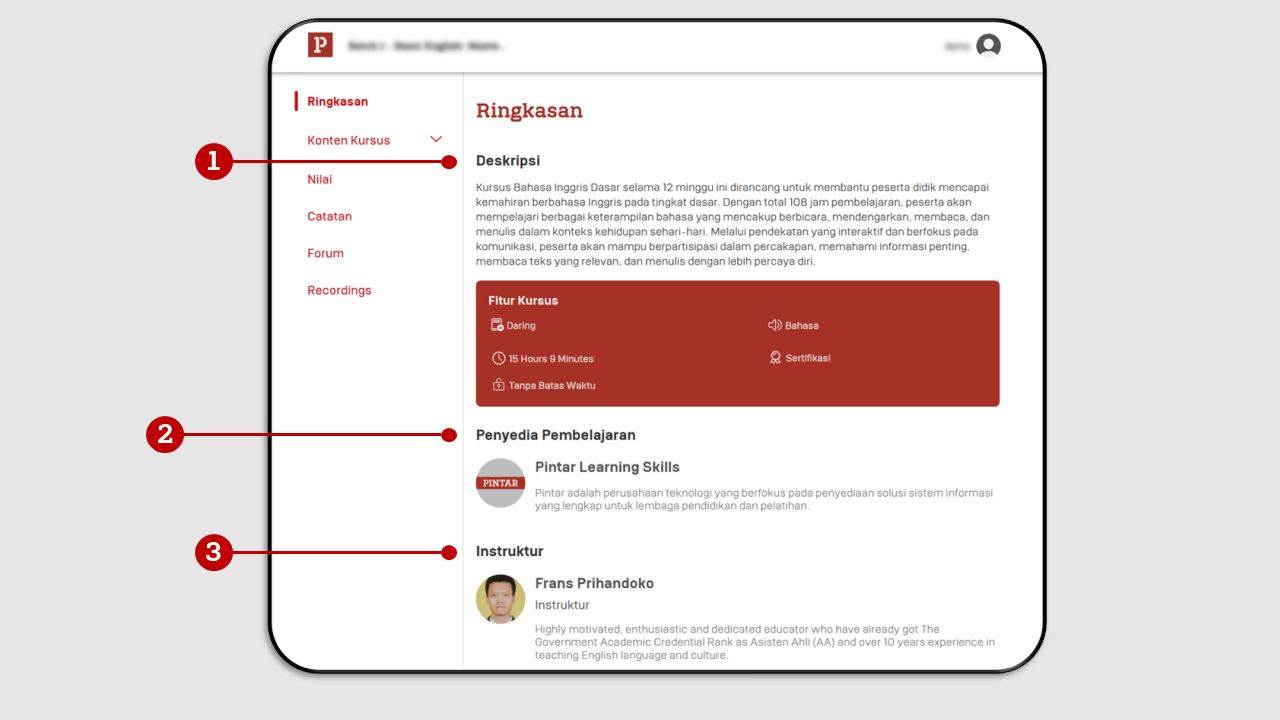 P
Ringkasan
Konten Kursus
Nilai
Catatan
Forum
Recordings
Ringkasan
1
Deskripsi
Kursus Bahasa Inggris Dasar selama 12 minggu ini dirancang untuk membantu peserta didik mencapai
kemahiran berbahasa Inggris pada tingkat dasar. Dengan total 108 jam pembelajaran, peserta akan
mempelajari berbagai keterampilan bahasa yang mencakup berbicara, mendengarkan, membaca, dan
menulis dalam konteks kehidupan sehari-hari. Melalui pendekatan yang interaktif dan berfokus pada
komunikasi, peserta akan mampu berpartisipasi dalam percakapan, memahami informasi penting,
membaca teks yang relevan, dan menulis dengan lebih percaya diri.
Fitur Kursus
Daring
Bahasa
15 Hours 9 Minutes
Sertifikasi
Tanpa Batas Waktu
2
Penyedia Pembelajaran
PINTAR
Pintar Learning Skills
Pintar adalah perusahaan teknologi yang berfokus pada penyediaan solusi sistem informasi
yang lengkap untuk lembaga pendidikan dan pelatihan.
3
Instruktur
Frans Prihandoko
Instruktur
Highly motivated, enthusiastic and dedicated educator who have already got The
Government Academic Credential Rank as Asisten Ahli (AA) and over 10 years experience in
teaching English language and culture.